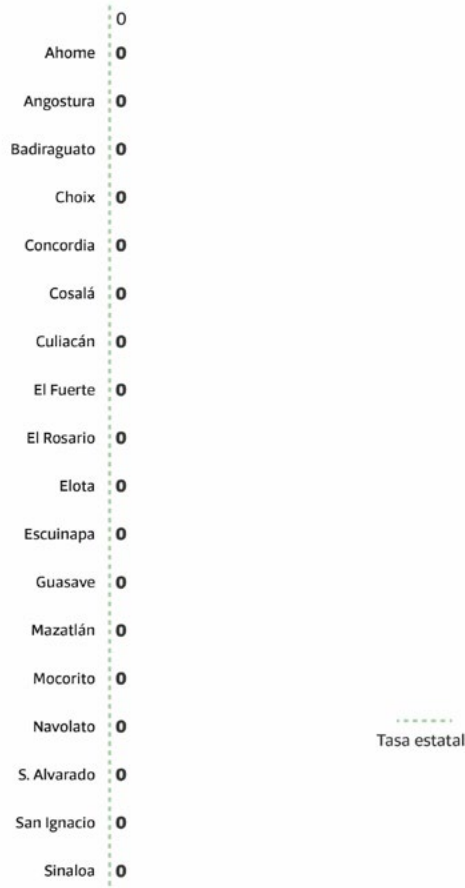 0
Ahome 0
Angostura 0
Badiraguato 0
Choix 0
Concordia 0
Cosalá 0
Culiacán 0
El Fuerte 0
El Rosario 0
Elota 0
Escuinapa 0
Guasave 0
Mazatlán 0
Mocorito 0
Navolato 0
Tasa estatal
S. Alvarado 0
San Ignacio 0
Sinaloa 0